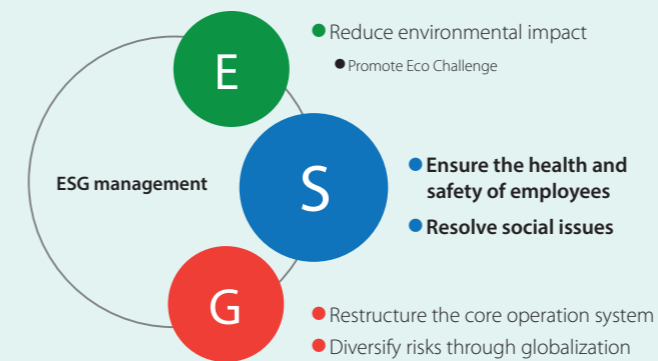 E
● Reduce environmental impact
● Promote Eco Challenge
ESG management
S
● Ensure the health and
safety of employees
● Resolve social issues
G
● Restructure the core operation system
● Diversify risks through globalization